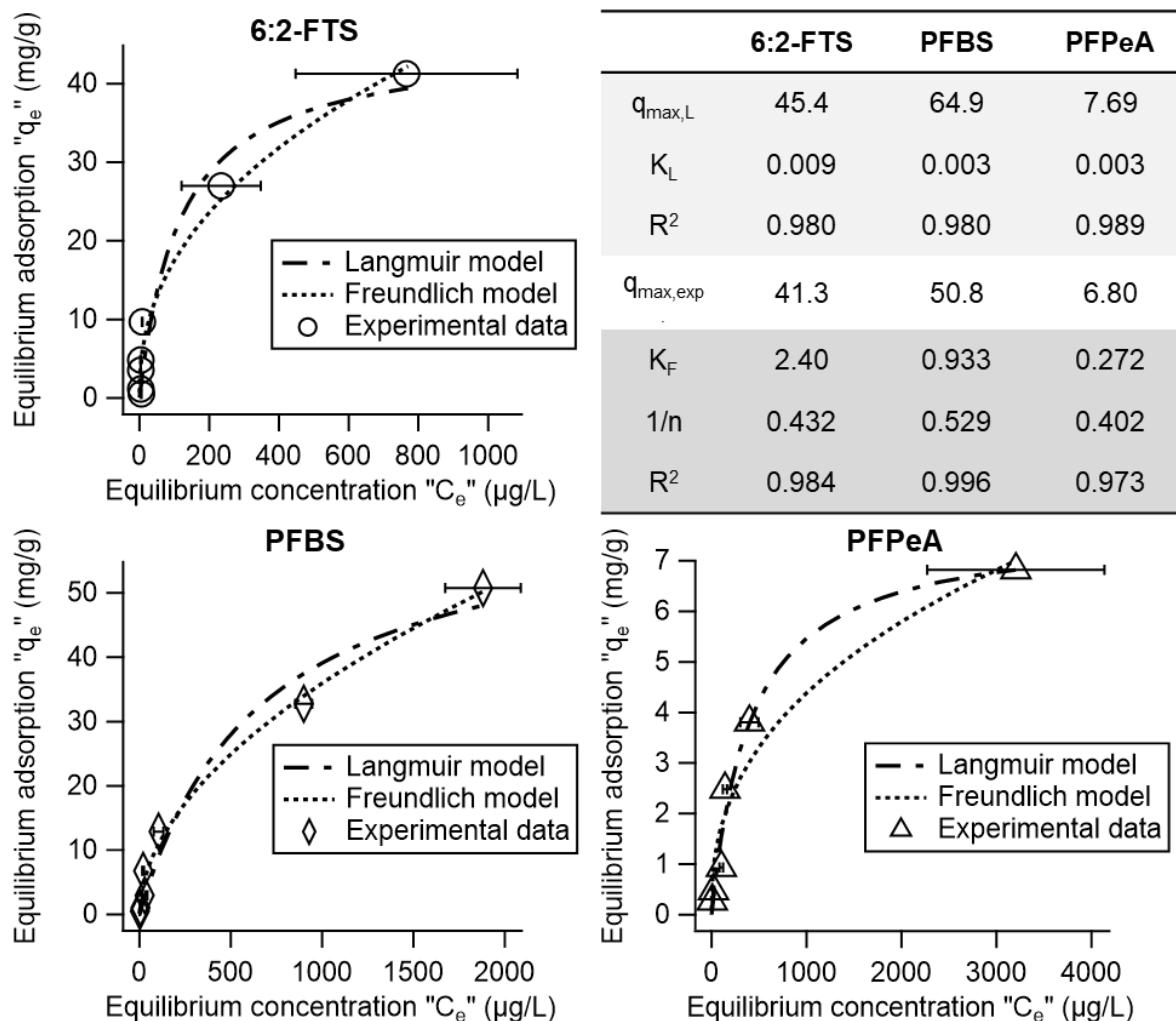 6:2-FTS
Equilibrium adsorption "qₑ" (mg/g)
40
30
20
10
0
Langmuir model
Freundlich model
Experimental data
0 200 400 600 800 1000
Equilibrium concentration "Cₑ" (µg/L)
6:2-FTS PFBS PFPeA
q_max,L 45.4 64.9 7.69
K_L 0.009 0.003 0.003
R² 0.980 0.980 0.989
q_max,exp 41.3 50.8 6.80
K_F 2.40 0.933 0.272
1/n 0.432 0.529 0.402
R² 0.984 0.996 0.973
PFBS
Equilibrium adsorption "qₑ" (mg/g)
50
40
30
20
10
0
Langmuir model
Freundlich model
Experimental data
0 500 1000 1500 2000
Equilibrium concentration "Cₑ" (µg/L)
PFPeA
Equilibrium adsorption "qₑ" (mg/g)
7
6
5
4
3
2
1
0
Langmuir model
Freundlich model
Experimental data
0 1000 2000 3000 4000
Equilibrium concentration "Cₑ" (µg/L)